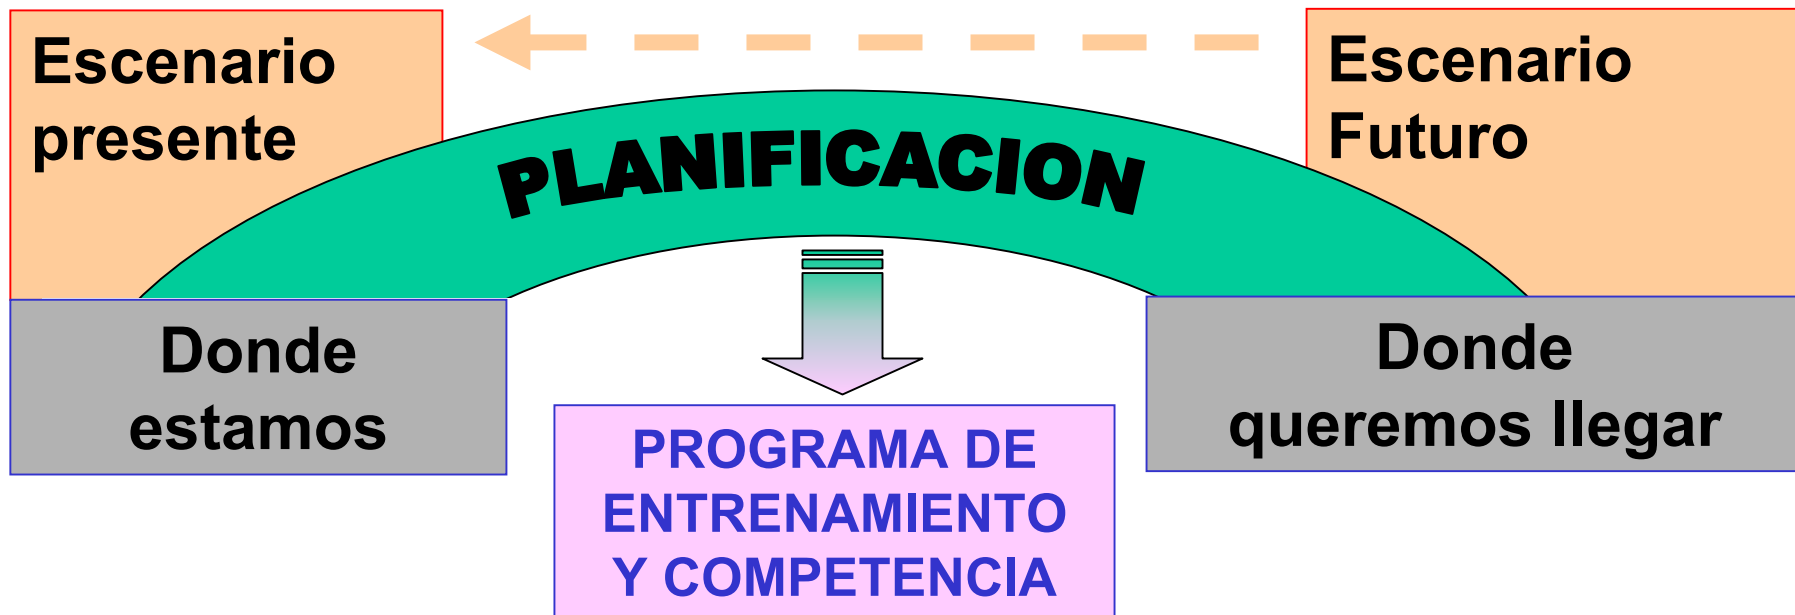 Escenario
presente
Escenario
Futuro
PLANIFICACION
Donde
estamos
Donde
queremos llegar
PROGRAMA DE
ENTRENAMIENTO
Y COMPETENCIA